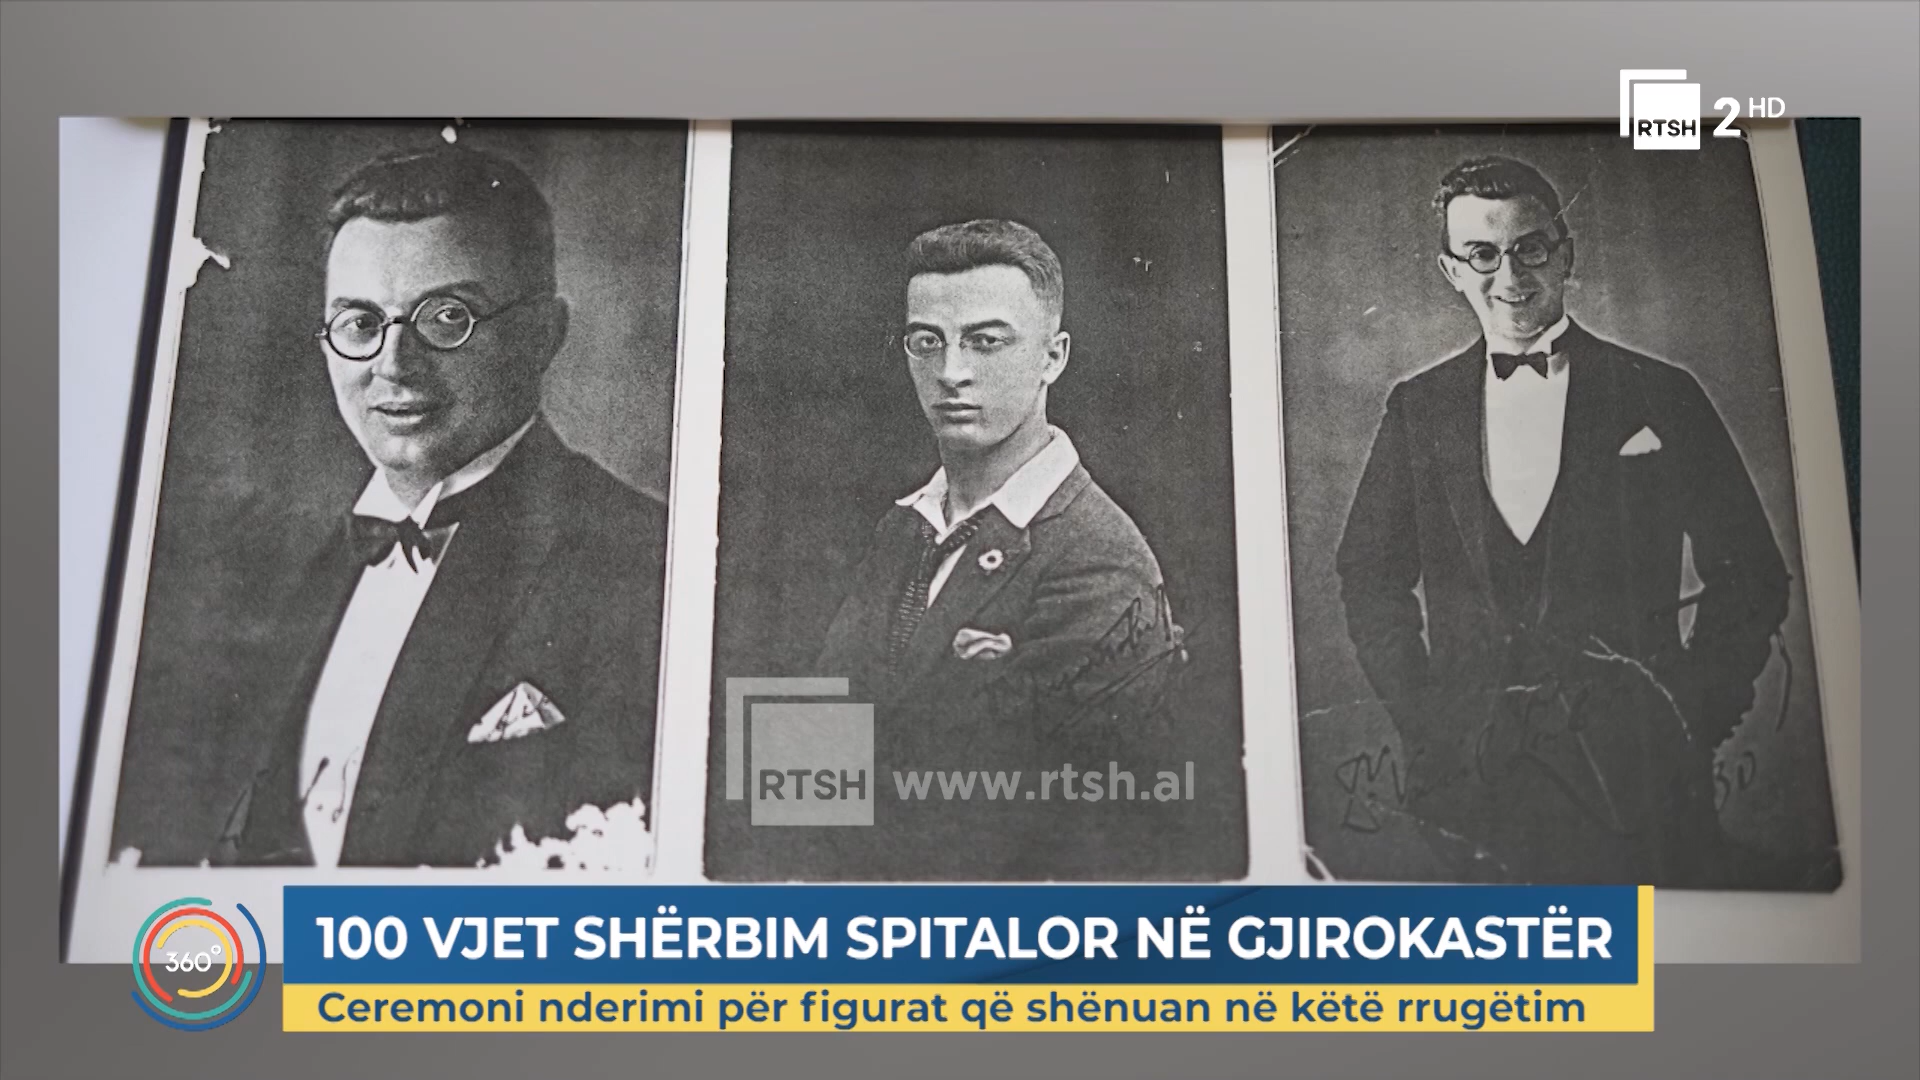 RTSH 2 HD
RTSH www.rtsh.al
360°
100 VJET SHËRBIM SPITALOR NË GJIROKASTËR
Ceremoni nderimi për figurat që shënuan në këtë rrugëtim